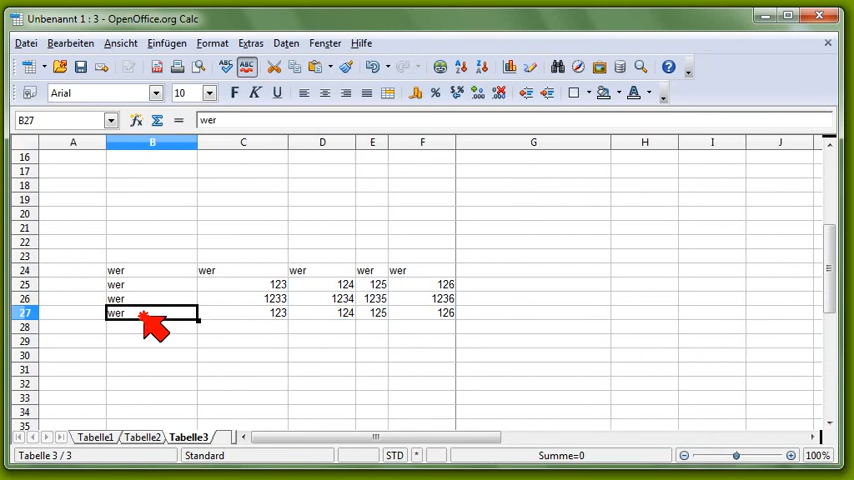 Unbenannt 1 : 3 - OpenOffice.org Calc
Datei Bearbeiten Ansicht Einfügen Format Extras Daten Fenster Hilfe
Arial 10 F K U
B27 wer
A B C D E F G H I J
16
17
18
19
20
21
22
23
24 wer wer wer wer wer
25 wer 123 124 125 126
26 wer 1233 1234 1235 1236
27 wer 123 124 125 126
28
29
30
31
32
33
34
35
Tabelle1 Tabelle2 Tabelle3
Tabelle 3 / 3 Standard STD * Summe=0 100%